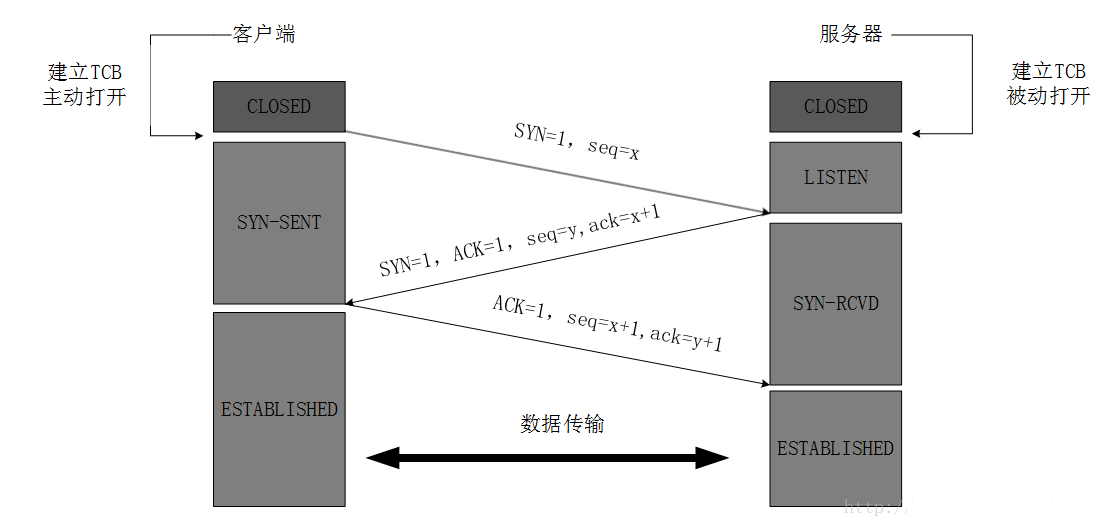 客户端
服务器
建立TCB
主动打开
建立TCB
被动打开
CLOSED
CLOSED
SYN=1, seq=x
LISTEN
SYN-SENT
SYN=1, ACK=1, seq=y,ack=x+1
SYN-RCVD
ACK=1, seq=x+1,ack=y+1
ESTABLISHED
数据传输
ESTABLISHED
http://